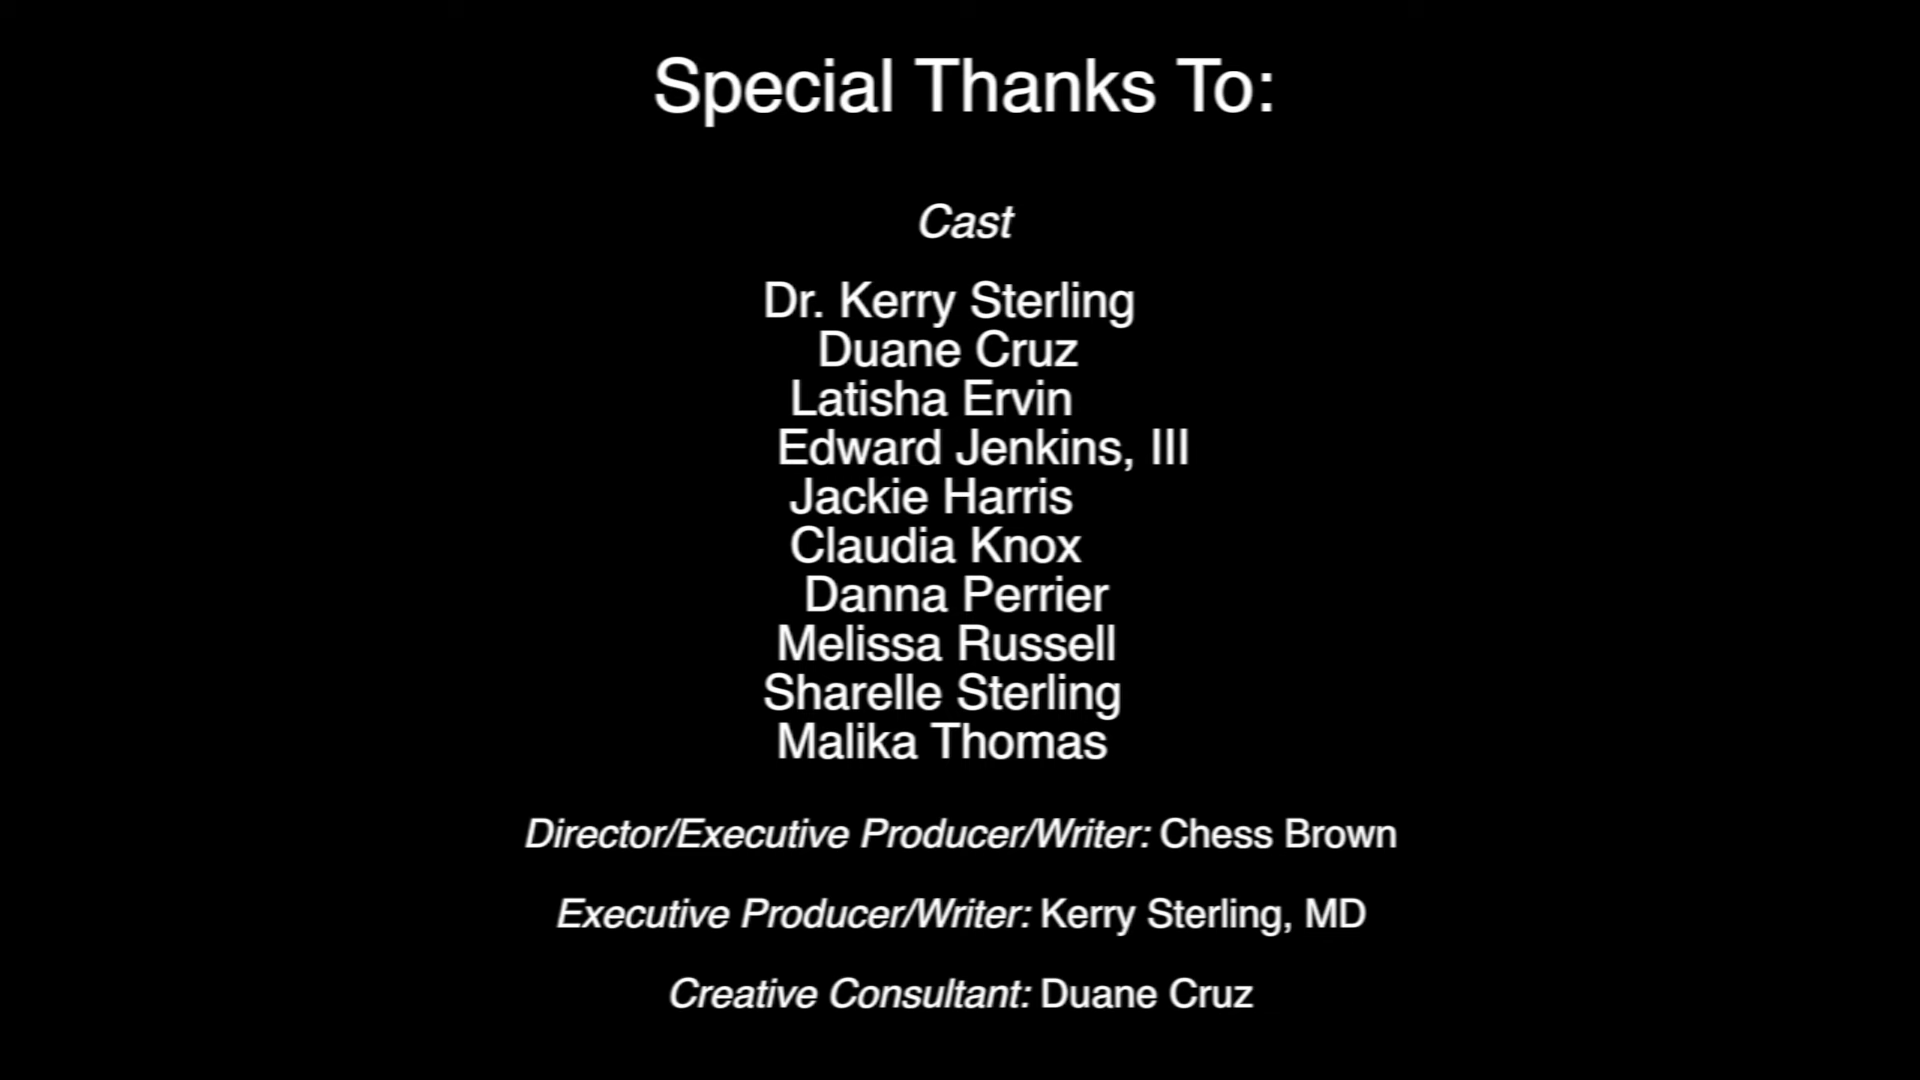 Special Thanks To:
Cast
Dr. Kerry Sterling
Duane Cruz
Latisha Ervin
Edward Jenkins, III
Jackie Harris
Claudia Knox
Danna Perrier
Melissa Russell
Sharelle Sterling
Malika Thomas
Director/Executive Producer/Writer: Chess Brown
Executive Producer/Writer: Kerry Sterling, MD
Creative Consultant: Duane Cruz